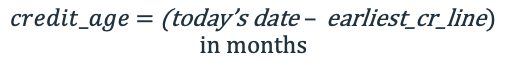 credit_age = (today's date – earliest_cr_line)
in months